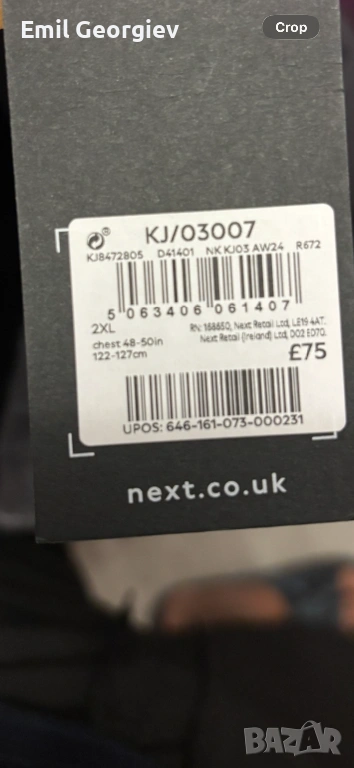 Emil Georgiev
Crop
KJ/03007
KJ8472805 D41401 NK KJ03 AW24 R672
5 063406 061407
2XL
chest 48-50in
122-127cm
RN: 168650, Next Retail Ltd, LE19 4AT.
Next Retail (Ireland) Ltd, D02 ED70.
£75
UPOS: 646-161-073-000231
next.co.uk
BAZAR